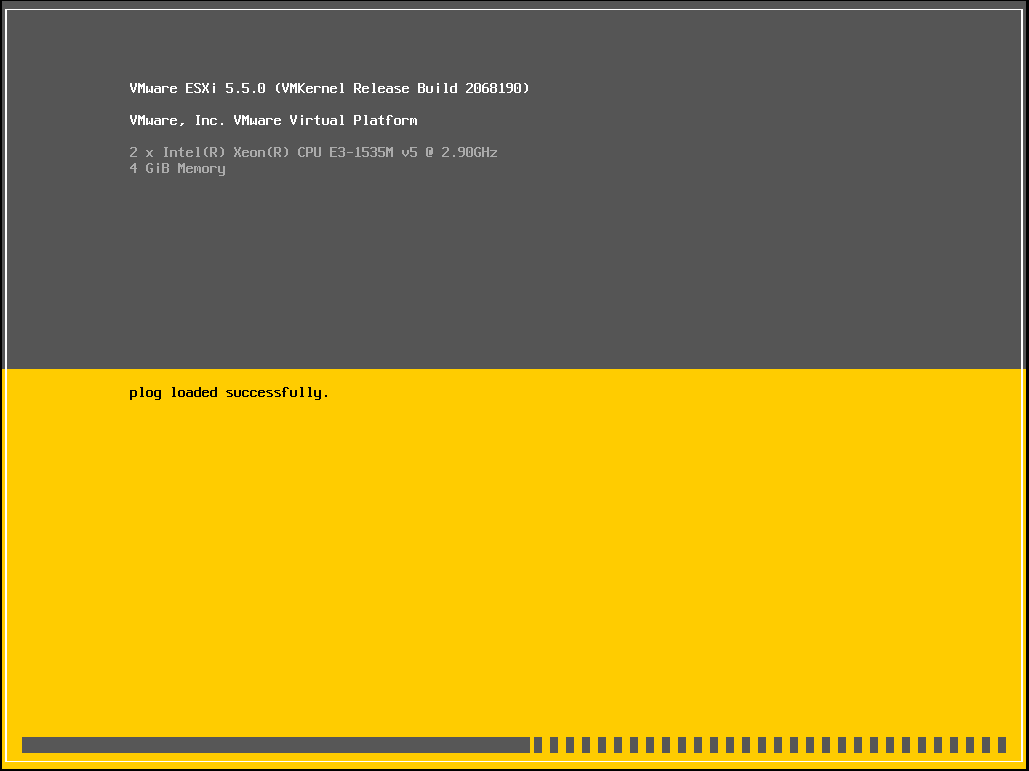 VMware ESXi 5.5.0 (VMKernel Release Build 2068190)
VMware, Inc. VMware Virtual Platform
2 x Intel(R) Xeon(R) CPU E3-1535M v5 @ 2.90GHz
4 GiB Memory
plog loaded successfully.